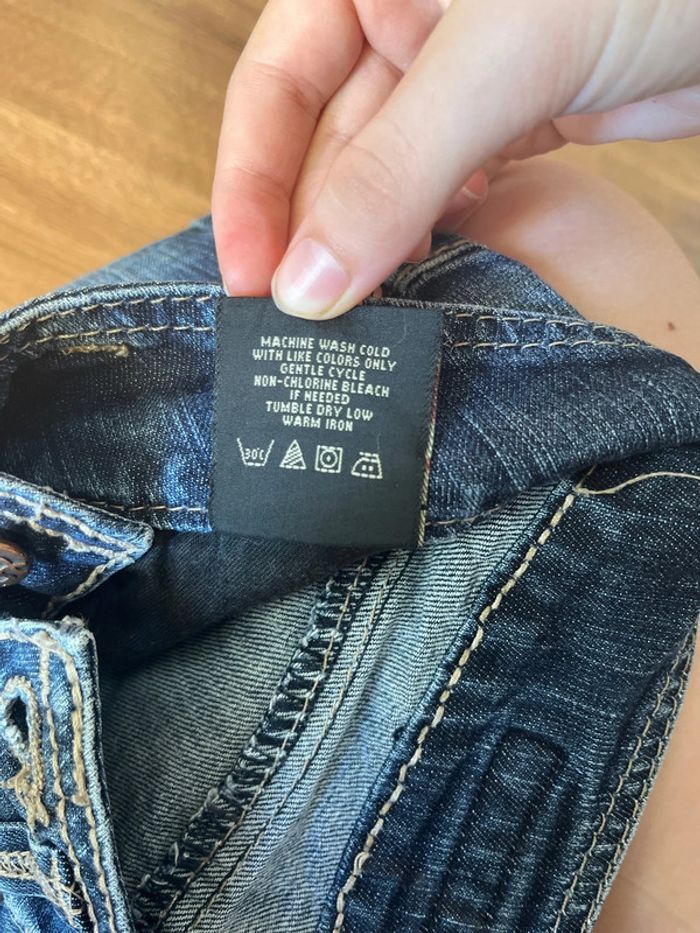 MACHINE WASH COLD
WITH LIKE COLORS ONLY
GENTLE CYCLE
NON-CHLORINE BLEACH
IF NEEDED
TUMBLE DRY LOW
WARM IRON
30°C